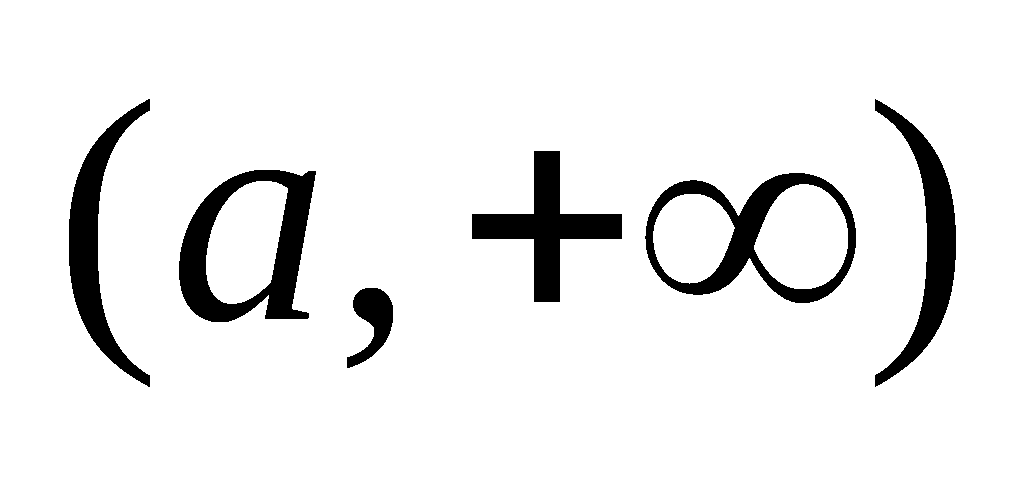 (a, +∞)